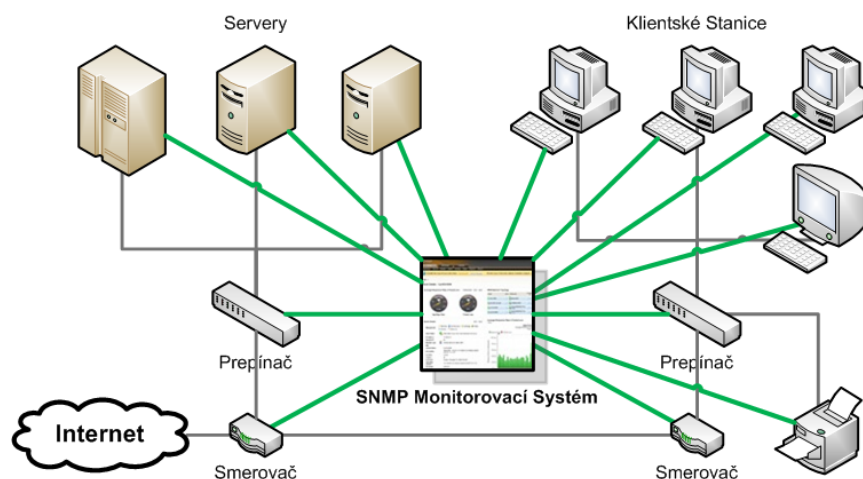 Servery
Klientské Stanice
Prepínač
Prepínač
SNMP Monitorovací Systém
Internet
Smerovač
Smerovač